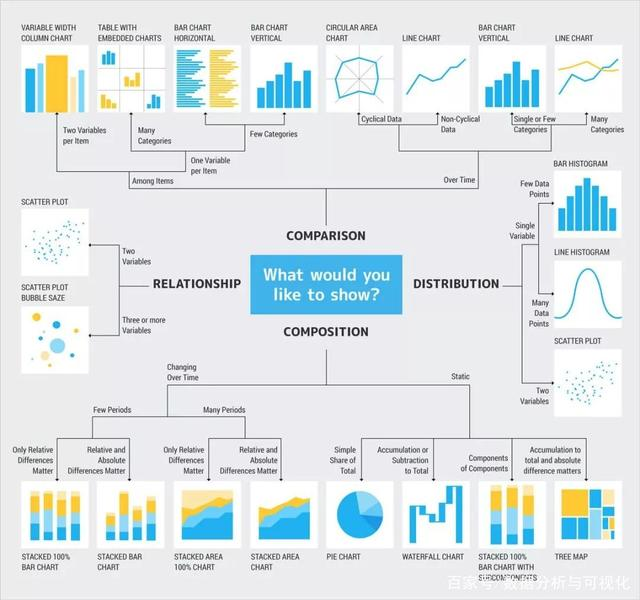 VARIABLE WIDTH
COLUMN CHART
TABLE WITH
EMBEDDED CHARTS
BAR CHART
HORIZONTAL
BAR CHART
VERTICAL
CIRCULAR AREA
CHART
LINE CHART
BAR CHART
VERTICAL
LINE CHART
Two Variables
per Item
Many
Categories
Few Categories
Cyclical Data
Non-Cyclical
Data
Single or Few
Categories
Many
Categories
One Variable
per Item
Among Items
Over Time
BAR HISTOGRAM
Few Data
Points
Single
Variable
SCATTER PLOT
COMPARISON
Two
Variables
RELATIONSHIP
What would you
like to show?
DISTRIBUTION
LINE HISTOGRAM
SCATTER PLOT
BUBBLE SAZE
Three or more
Variables
COMPOSITION
Many
Data
Points
SCATTER PLOT
Two
Variables
Changing
Over Time
Static
Few Periods
Many Periods
Only Relative
Differences
Matter
Relative and
Absolute
Differences Matter
Only Relative
Differences
Matter
Relative and
Absolute
Differences Matter
Simple
Share of
Total
Accumulation or
Subtraction
to Total
Components
of Components
Accumulation to
total and absolute
difference matters
STACKED 100%
BAR CHART
STACKED BAR
CHART
STACKED AREA
100% CHART
STACKED AREA
CHART
PIE CHART
WATERFALL CHART
STACKED 100%
BAR CHART WITH
SUBCOMPONENTS
TREE MAP
百家号/数据分析与可视化